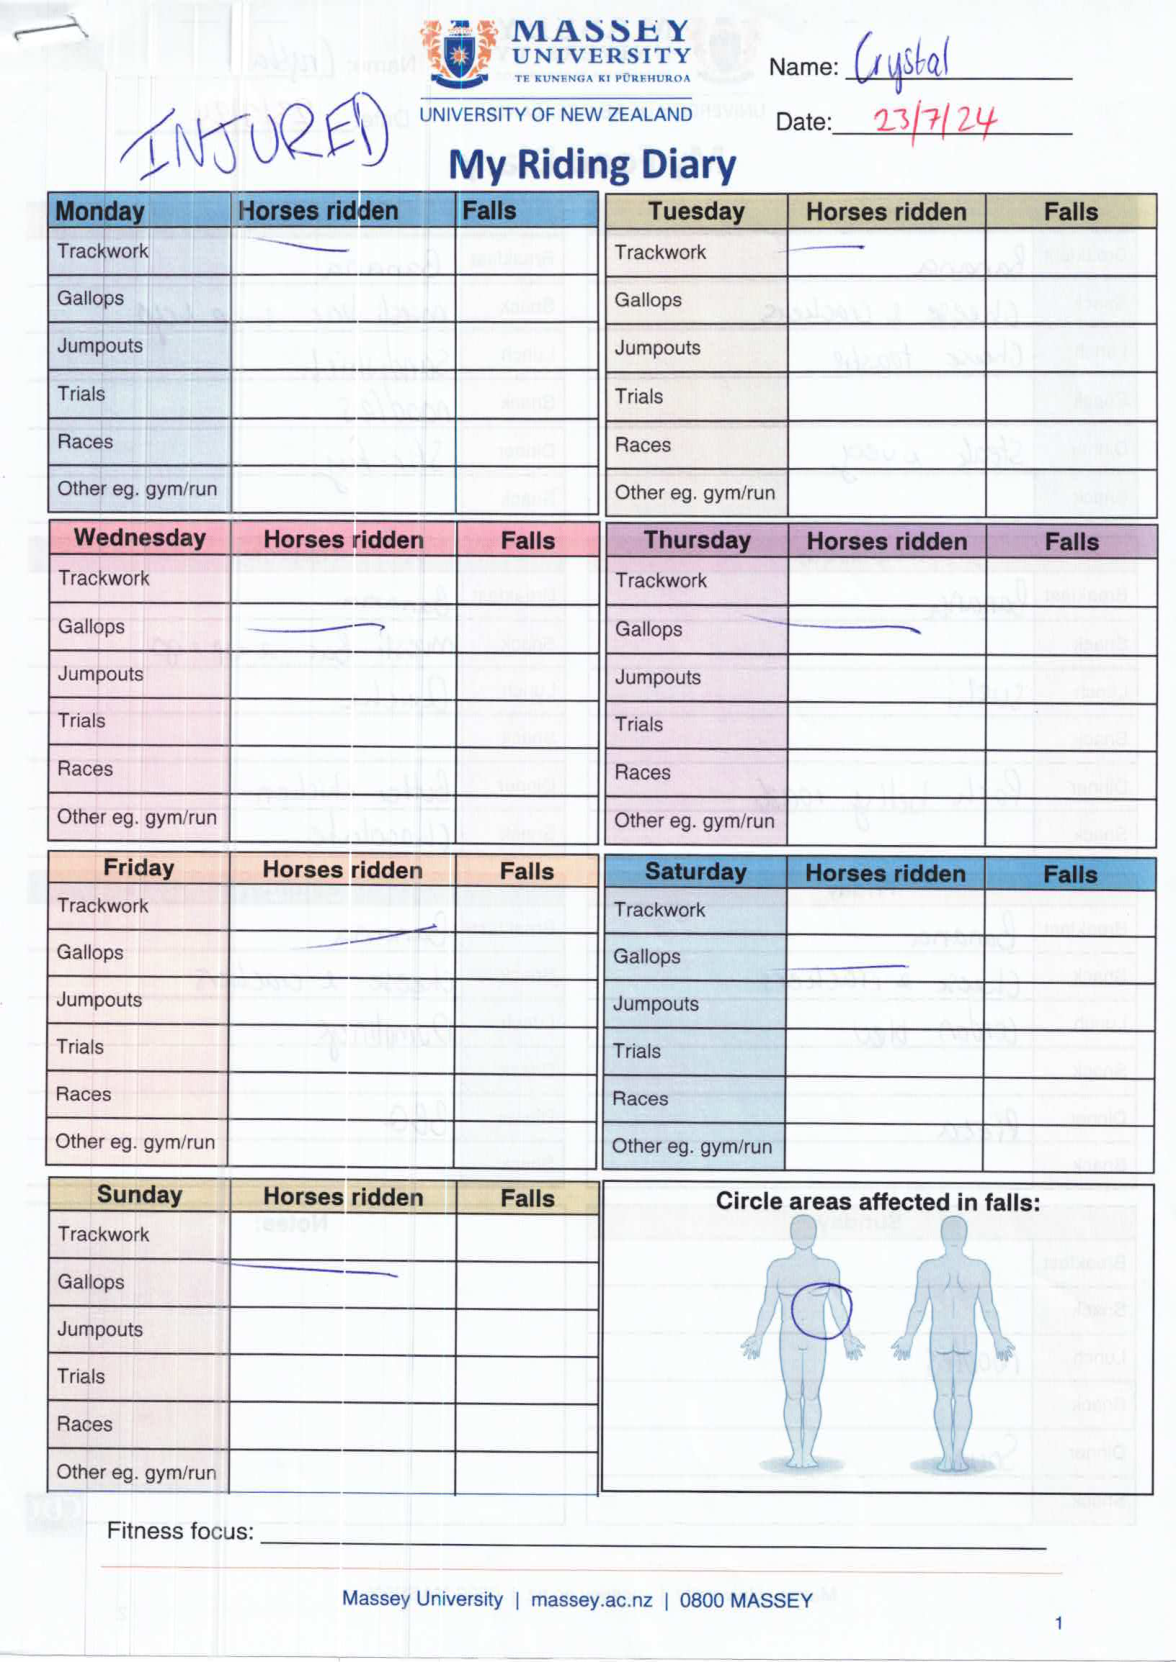 MASSEY
UNIVERSITY
TE KUNENGA KI PŪREHUROA
UNIVERSITY OF NEW ZEALAND
Name: Crystal
Date: 23/7/24
INJURED
My Riding Diary
Monday Horses ridden Falls
Trackwork
Gallops
Jumpouts
Trials
Races
Other eg. gym/run
Tuesday Horses ridden Falls
Trackwork
Gallops
Jumpouts
Trials
Races
Other eg. gym/run
Wednesday Horses ridden Falls
Trackwork
Gallops
Jumpouts
Trials
Races
Other eg. gym/run
Thursday Horses ridden Falls
Trackwork
Gallops
Jumpouts
Trials
Races
Other eg. gym/run
Friday Horses ridden Falls
Trackwork
Gallops
Jumpouts
Trials
Races
Other eg. gym/run
Saturday Horses ridden Falls
Trackwork
Gallops
Jumpouts
Trials
Races
Other eg. gym/run
Sunday Horses ridden Falls
Trackwork
Gallops
Jumpouts
Trials
Races
Other eg. gym/run
Circle areas affected in falls:
Fitness focus:
Massey University | massey.ac.nz | 0800 MASSEY
1